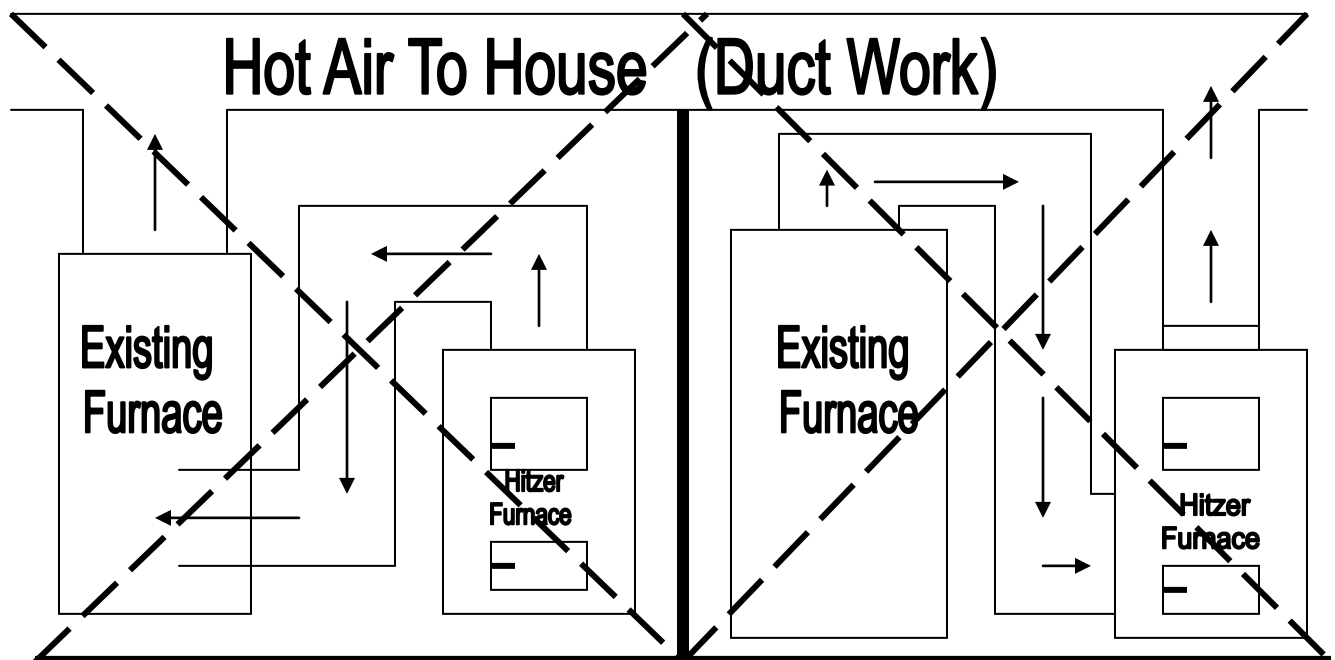 Hot Air To House (Duct Work)
Existing
Furnace
Hitzer
Furnace
Existing
Furnace
Hitzer
Furnace